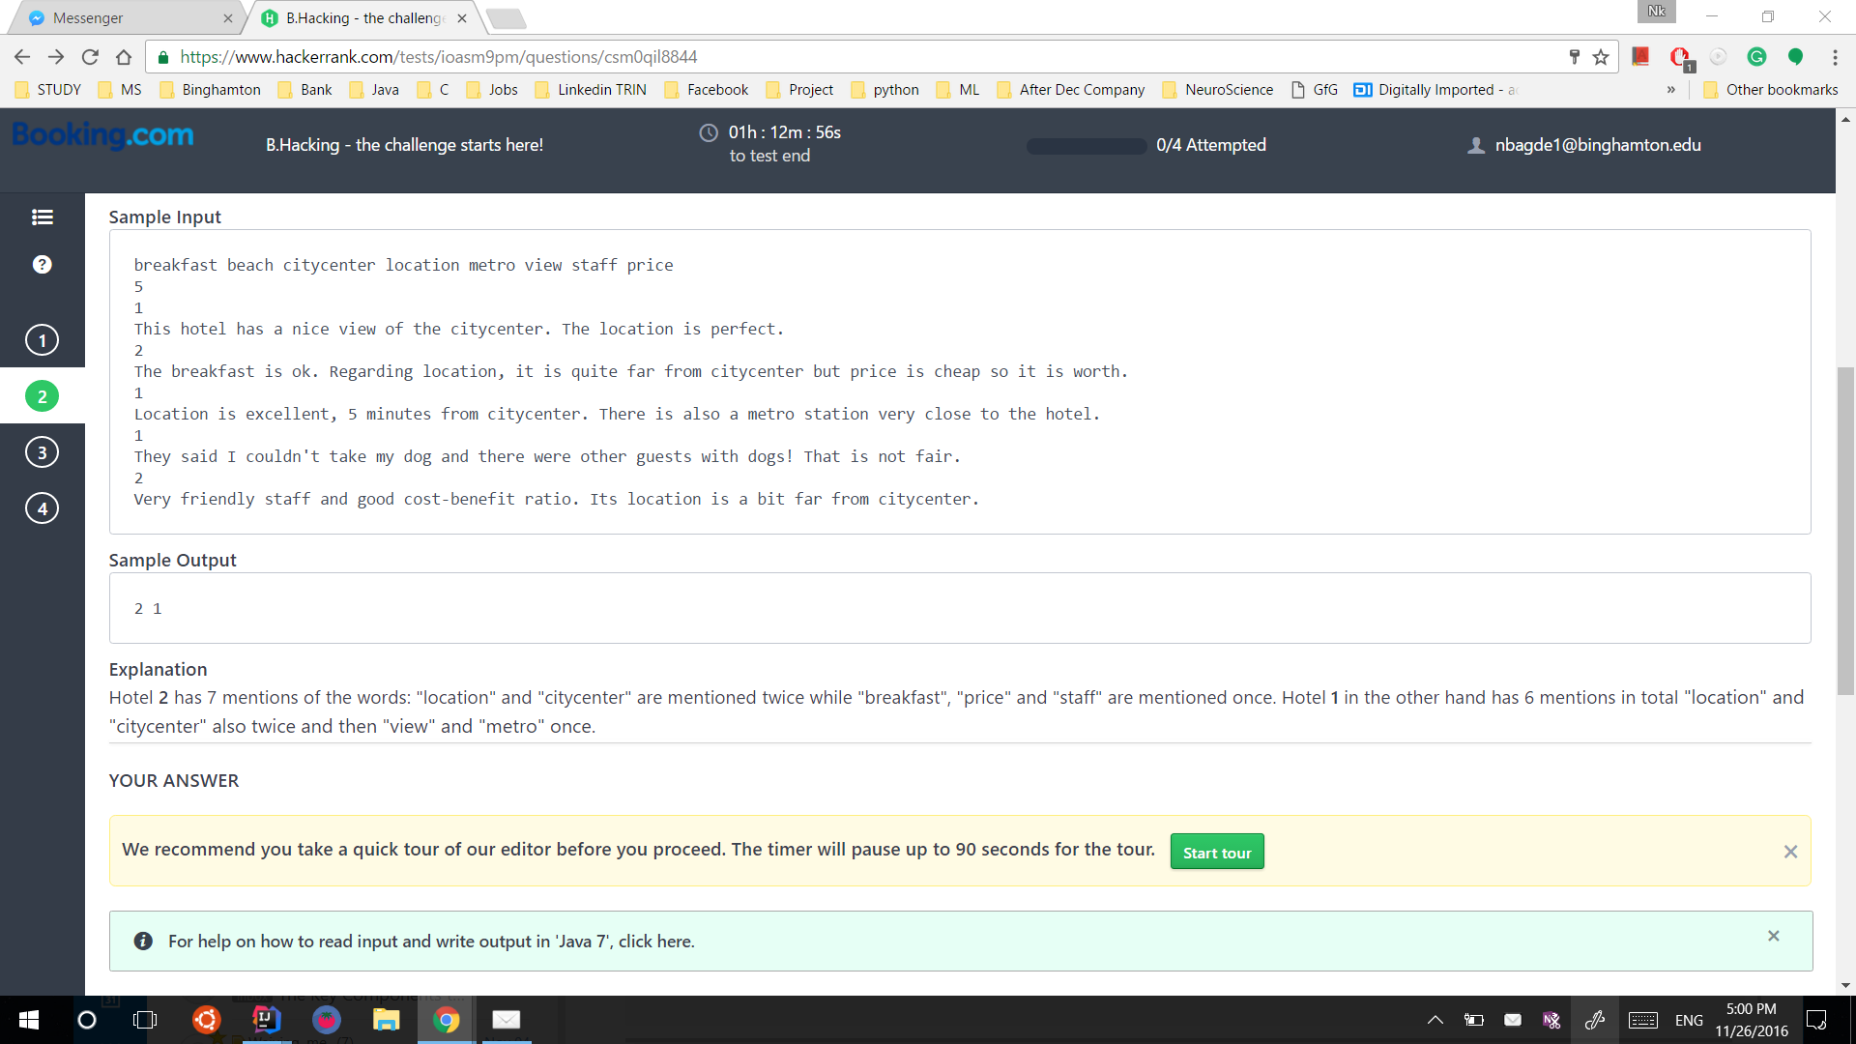 Messenger
B.Hacking - the challenge
Nk
https://www.hackerrank.com/tests/ioasm9pm/questions/csm0qil8844
1
STUDY MS Binghamton Bank Java C Jobs Linkedin TRIN Facebook Project python ML After Dec Company NeuroScience GfG Digitally Imported - a » Other bookmarks
Booking.com
B.Hacking - the challenge starts here!
01h : 12m : 56s
to test end
0/4 Attempted
nbagde1@binghamton.edu
1
2
3
4
Sample Input
breakfast beach citycenter location metro view staff price
5
1
This hotel has a nice view of the citycenter. The location is perfect.
2
The breakfast is ok. Regarding location, it is quite far from citycenter but price is cheap so it is worth.
1
Location is excellent, 5 minutes from citycenter. There is also a metro station very close to the hotel.
1
They said I couldn't take my dog and there were other guests with dogs! That is not fair.
2
Very friendly staff and good cost-benefit ratio. Its location is a bit far from citycenter.
Sample Output
2 1
Explanation
Hotel 2 has 7 mentions of the words: "location" and "citycenter" are mentioned twice while "breakfast", "price" and "staff" are mentioned once. Hotel 1 in the other hand has 6 mentions in total "location" and
"citycenter" also twice and then "view" and "metro" once.
YOUR ANSWER
We recommend you take a quick tour of our editor before you proceed. The timer will pause up to 90 seconds for the tour. Start tour
For help on how to read input and write output in 'Java 7', click here.
ENG
5:00 PM
11/26/2016